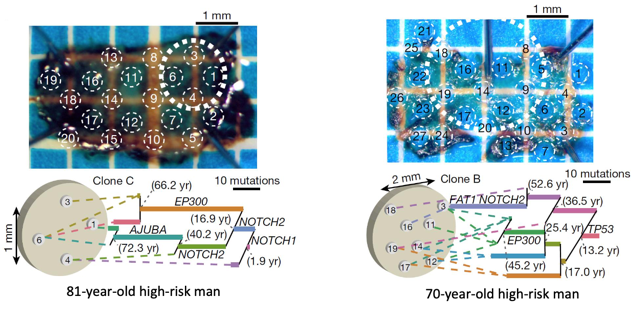 1 mm
13
8
3
19
16
11
6
1
18
14
9
4
17
12
7
2
20
15
10
5
Clone C
(66.2 yr)
10 mutations
EP300
3
(16.9 yr)
NOTCH2
1
AJUBA
6
(40.2 yr)
NOTCH1
(72.3 yr)
NOTCH2
4
(1.9 yr)
1 mm
81-year-old high-risk man
1 mm
21
25
18
8
22
16
11
5
1
26
19
9
4
23
17
12
6
2
20
27
24
10
3
13
7
2 mm
Clone B
10 mutations
(52.6 yr)
18
3
FAT1
NOTCH2
(36.5 yr)
16
11
TP53
EP300
(25.4 yr)
19
14
(13.2 yr)
12
17
(45.2 yr)
(17.0 yr)
70-year-old high-risk man